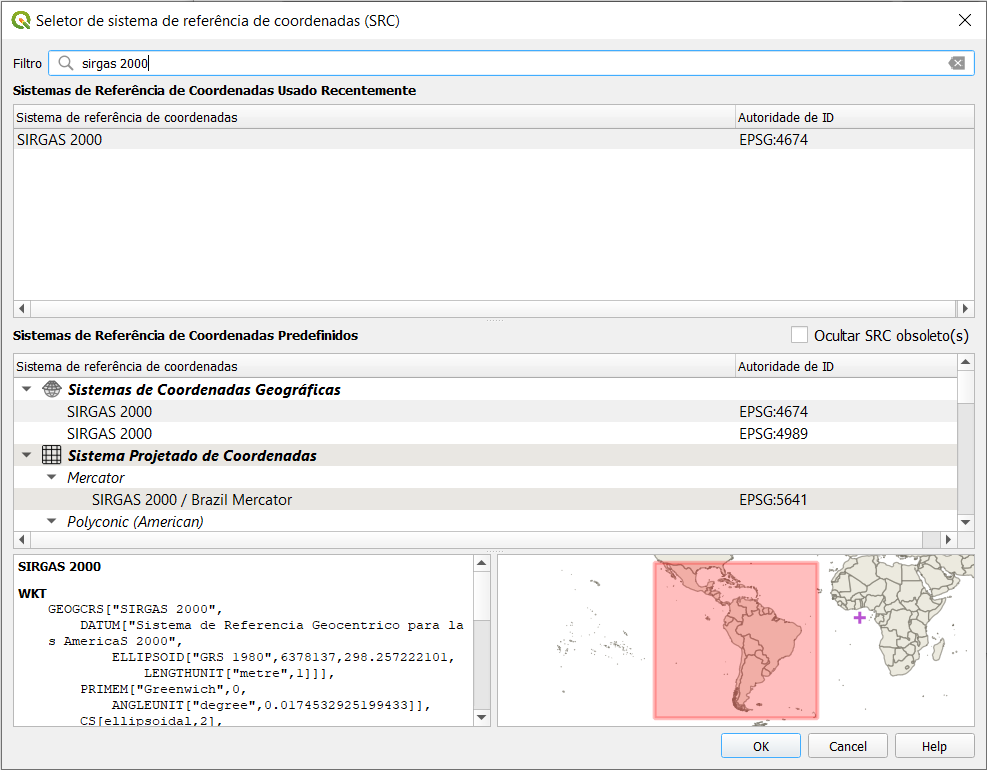 Seletor de sistema de referência de coordenadas (SRC)
Filtro sirgas 2000
Sistemas de Referência de Coordenadas Usado Recentemente
Sistema de referência de coordenadas Autoridade de ID
SIRGAS 2000 EPSG:4674
Sistemas de Referência de Coordenadas Predefinidos Ocultar SRC obsoleto(s)
Sistema de referência de coordenadas Autoridade de ID
Sistemas de Coordenadas Geográficas
SIRGAS 2000 EPSG:4674
SIRGAS 2000 EPSG:4989
Sistema Projetado de Coordenadas
Mercator
SIRGAS 2000 / Brazil Mercator EPSG:5641
Polyconic (American)
SIRGAS 2000
WKT
GEOGCRS["SIRGAS 2000",
DATUM["Sistema de Referencia Geocentrico para la
s AmericaS 2000",
ELLIPSOID["GRS 1980",6378137,298.257222101,
LENGTHUNIT["metre",1]]],
PRIMEM["Greenwich",0,
ANGLEUNIT["degree",0.0174532925199433]],
CS[ellipsoidal,2],
OK Cancel Help